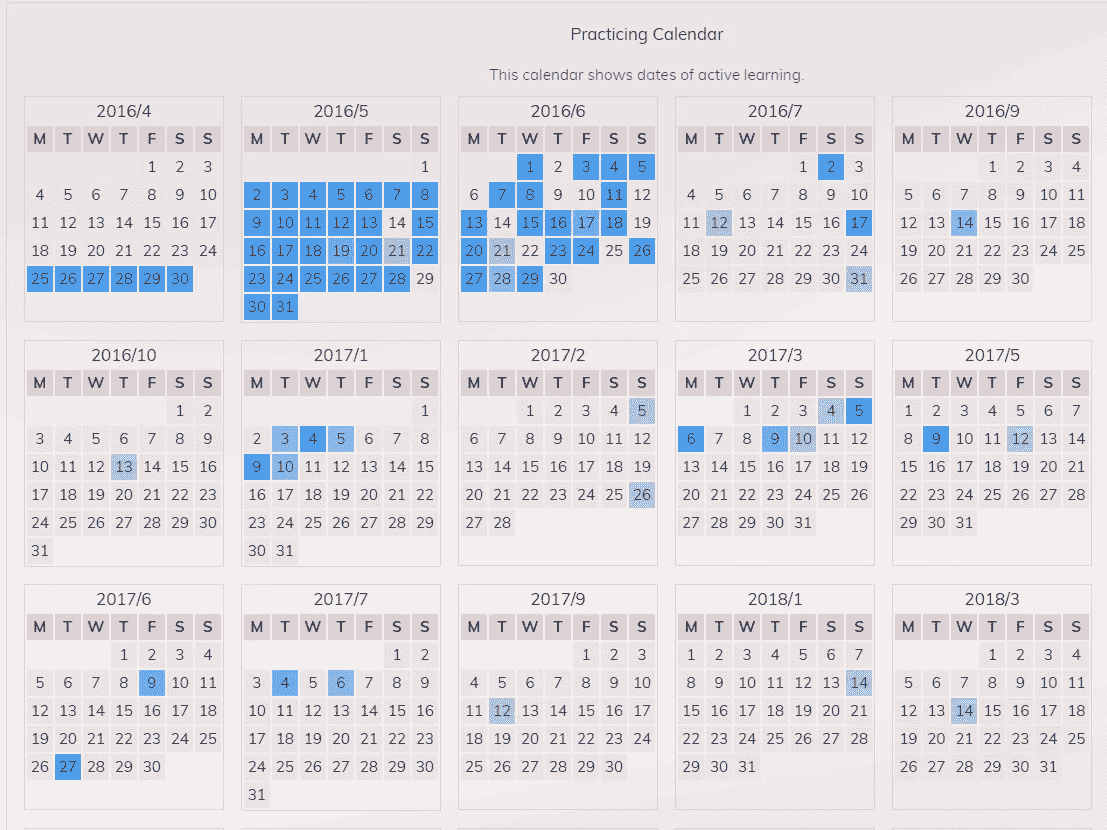 Practicing Calendar
This calendar shows dates of active learning.
2016/4 2016/5 2016/6 2016/7 2016/9
M T W T F S S M T W T F S S M T W T F S S M T W T F S S M T W T F S S
1 2 3 1 1 2 3 4 5 1 2 3 1 2 3 4
4 5 6 7 8 9 10 2 3 4 5 6 7 8 6 7 8 9 10 11 12 4 5 6 7 8 9 10 5 6 7 8 9 10 11
11 12 13 14 15 16 17 9 10 11 12 13 14 15 13 14 15 16 17 18 19 11 12 13 14 15 16 17 12 13 14 15 16 17 18
18 19 20 21 22 23 24 16 17 18 19 20 21 22 20 21 22 23 24 25 26 18 19 20 21 22 23 24 19 20 21 22 23 24 25
25 26 27 28 29 30 23 24 25 26 27 28 29 27 28 29 30 25 26 27 28 29 30 31 26 27 28 29 30
30 31
2016/10 2017/1 2017/2 2017/3 2017/5
M T W T F S S M T W T F S S M T W T F S S M T W T F S S M T W T F S S
1 2 1 1 2 3 4 5 1 2 3 4 5 1 2 3 4 5 6 7
3 4 5 6 7 8 9 2 3 4 5 6 7 8 6 7 8 9 10 11 12 6 7 8 9 10 11 12 8 9 10 11 12 13 14
10 11 12 13 14 15 16 9 10 11 12 13 14 15 13 14 15 16 17 18 19 13 14 15 16 17 18 19 15 16 17 18 19 20 21
17 18 19 20 21 22 23 16 17 18 19 20 21 22 20 21 22 23 24 25 26 20 21 22 23 24 25 26 22 23 24 25 26 27 28
24 25 26 27 28 29 30 23 24 25 26 27 28 29 27 28 27 28 29 30 31 29 30 31
31 30 31
2017/6 2017/7 2017/9 2018/1 2018/3
M T W T F S S M T W T F S S M T W T F S S M T W T F S S M T W T F S S
1 2 3 4 1 2 1 2 3 1 2 3 4 5 6 7 1 2 3 4
5 6 7 8 9 10 11 3 4 5 6 7 8 9 4 5 6 7 8 9 10 8 9 10 11 12 13 14 5 6 7 8 9 10 11
12 13 14 15 16 17 18 10 11 12 13 14 15 16 11 12 13 14 15 16 17 15 16 17 18 19 20 21 12 13 14 15 16 17 18
19 20 21 22 23 24 25 17 18 19 20 21 22 23 18 19 20 21 22 23 24 22 23 24 25 26 27 28 19 20 21 22 23 24 25
26 27 28 29 30 24 25 26 27 28 29 30 25 26 27 28 29 30 29 30 31 26 27 28 29 30 31
31